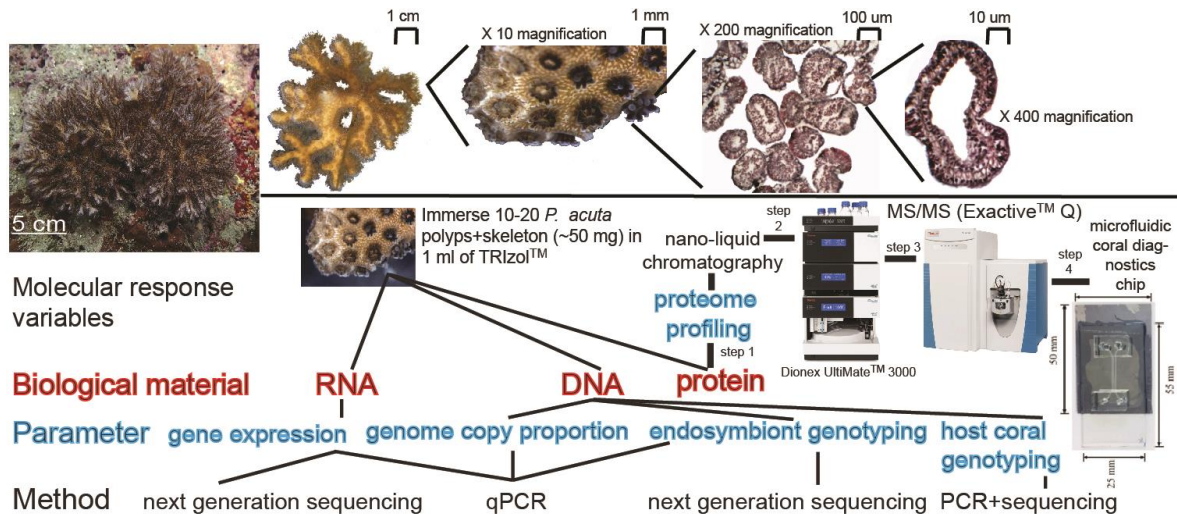 1 cm
1 mm
100 um
10 um
X 10 magnification
X 200 magnification
X 400 magnification
5 cm
Immerse 10-20 P. acuta
polyps+skeleton (~50 mg) in
1 ml of TRIzol™
step
2
nano-liquid
chromatography
proteome
profiling
step 1
step 3
MS/MS (Exactive™ Q)
step
4
microfluidic
coral diag-
nostics
chip
Dionex UltiMate™ 3000
50 mm
55 mm
25 mm
Molecular response
variables
Biological material RNA DNA protein
Parameter gene expression genome copy proportion endosymbiont genotyping host coral
genotyping
Method next generation sequencing qPCR next generation sequencing PCR+sequencing